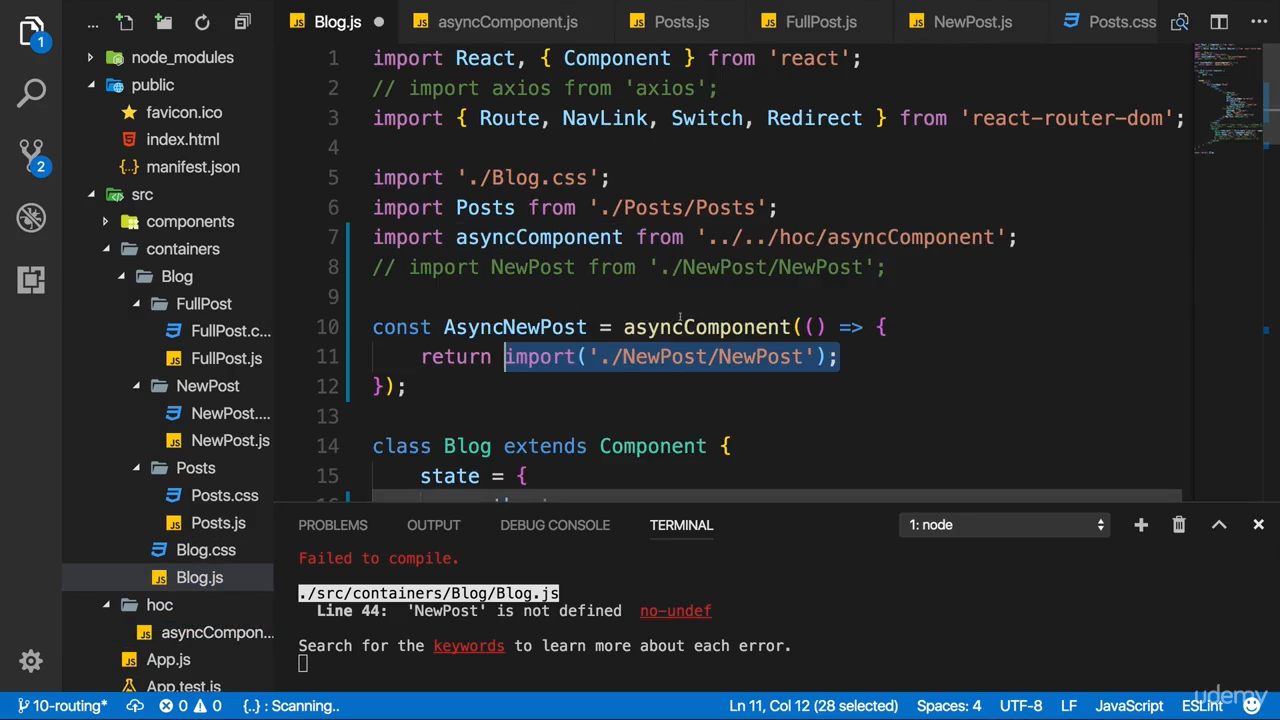 ... Blog.js asyncComponent.js Posts.js FullPost.js NewPost.js Posts.css ...
1
2
node_modules
public
favicon.ico
index.html
{..} manifest.json
src
components
containers
Blog
FullPost
FullPost.c...
FullPost.js
NewPost
NewPost....
NewPost.js
Posts
Posts.css
Posts.js
Blog.css
Blog.js
hoc
asyncCompon...
App.js
App.test.js
1 import React, { Component } from 'react';
2 // import axios from 'axios';
3 import { Route, NavLink, Switch, Redirect } from 'react-router-dom';
4
5 import './Blog.css';
6 import Posts from './Posts/Posts';
7 import asyncComponent from '../../hoc/asyncComponent';
8 // import NewPost from './NewPost/NewPost';
9
10 const AsyncNewPost = asyncComponent(() => {
11 return import('./NewPost/NewPost');
12 });
13
14 class Blog extends Component {
15 state = {
PROBLEMS OUTPUT DEBUG CONSOLE TERMINAL 1: node
Failed to compile.
./src/containers/Blog/Blog.js
Line 44: 'NewPost' is not defined no-undef
Search for the keywords to learn more about each error.
10-routing* 0 0 {..} : Scanning.. Ln 11, Col 12 (28 selected) Spaces: 4 UTF-8 LF JavaScript ESLint
udemy